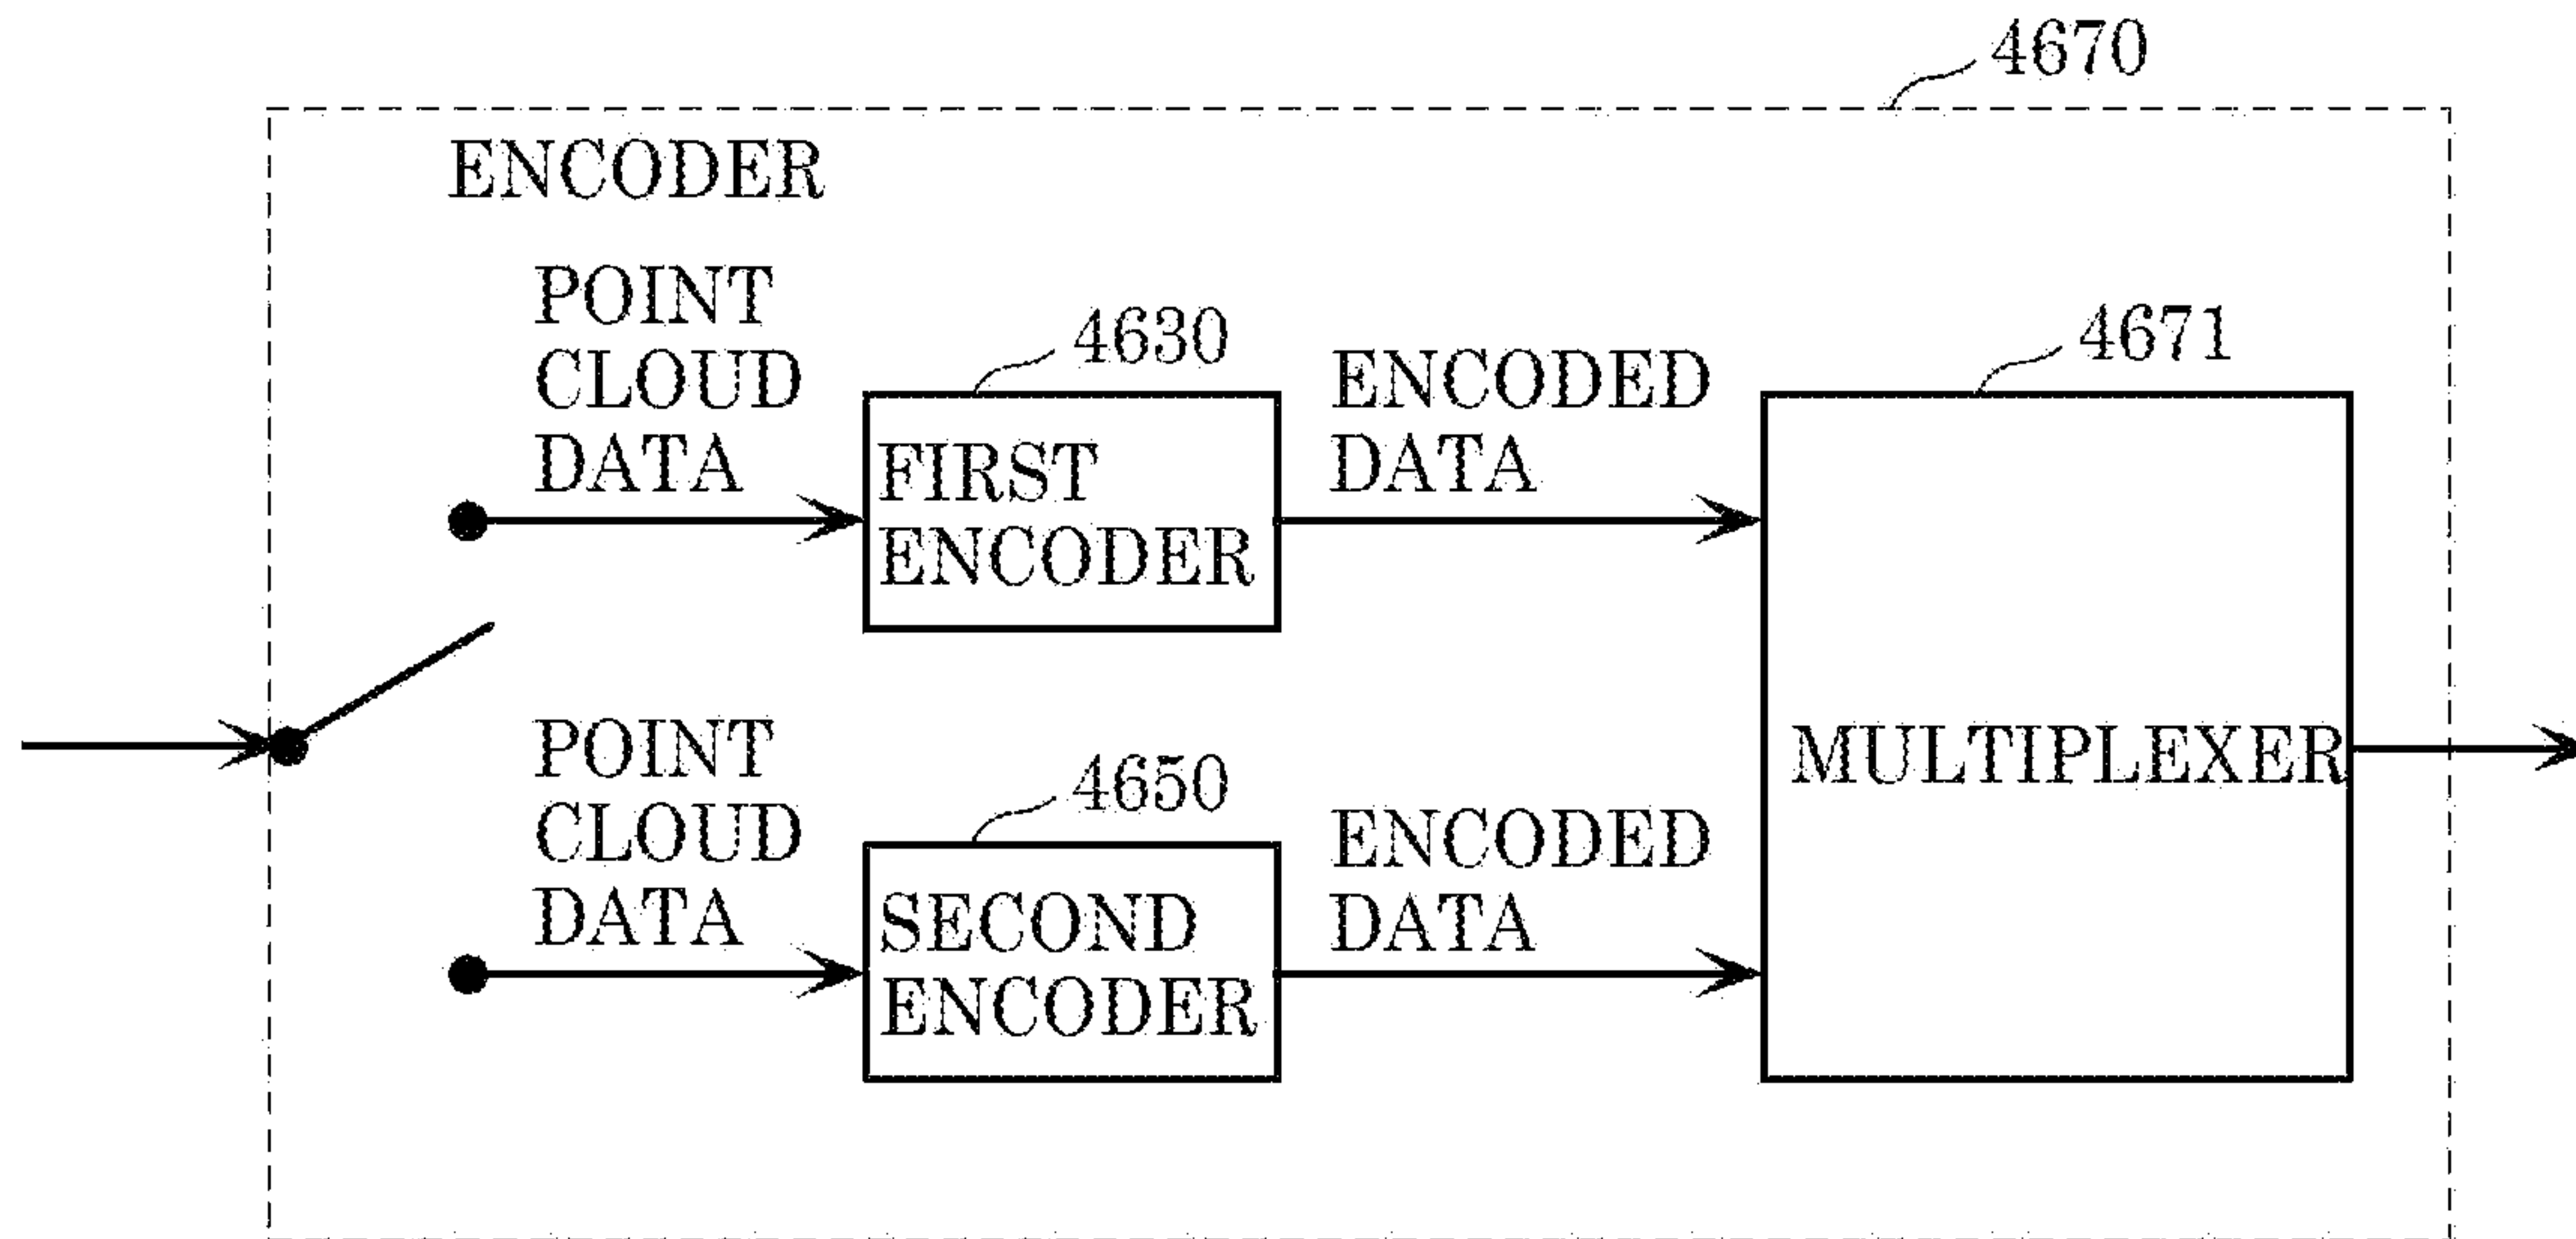 4670
ENCODER
POINT
CLOUD
DATA
4630
FIRST
ENCODER
ENCODED
DATA
4671
MULTIPLEXER
POINT
CLOUD
DATA
4650
SECOND
ENCODER
ENCODED
DATA